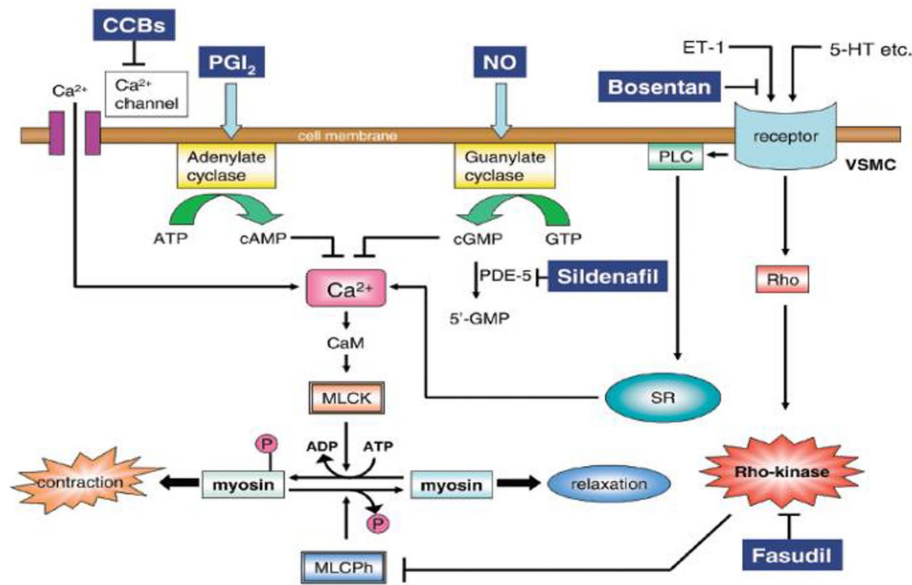 CCBs
PGI₂
NO
ET-1
5-HT etc.
Ca²⁺
Ca²⁺
channel
Bosentan
cell membrane
receptor
Adenylate
cyclase
Guanylate
cyclase
PLC
VSMC
ATP
cAMP
cGMP
GTP
Ca²⁺
PDE-5
Sildenafil
Rho
5'-GMP
CaM
MLCK
SR
P
ADP
ATP
contraction
myosin
myosin
relaxation
Rho-kinase
P
MLCPh
Fasudil